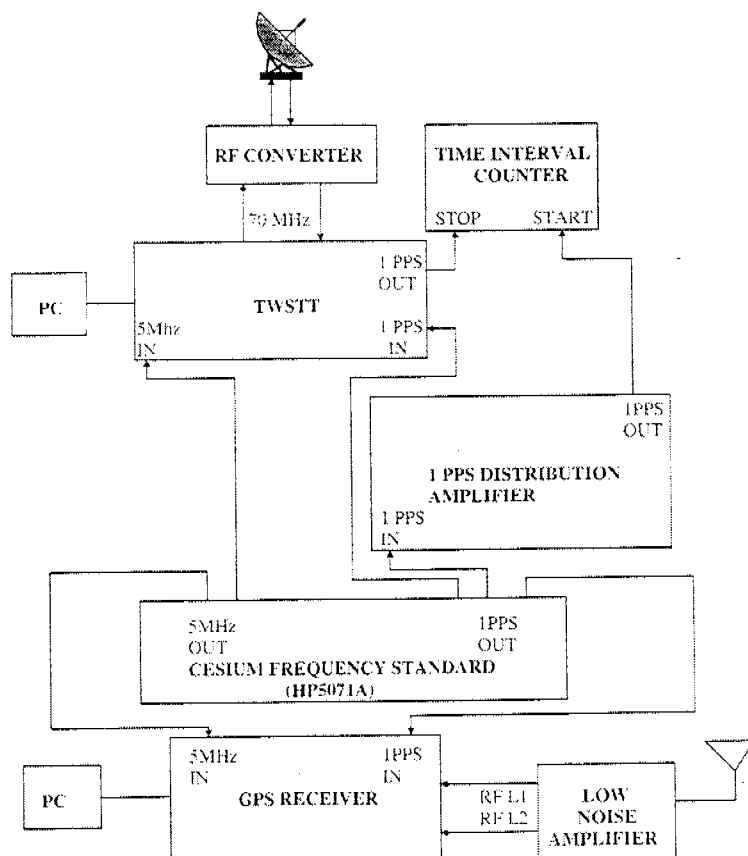 RF CONVERTER
TIME INTERVAL
COUNTER
STOP START
70 MHz
1 PPS
OUT
TWSTT
PC
5Mhz
IN
1 PPS
IN
1PPS
OUT
1 PPS DISTRIBUTION
AMPLIFIER
1 PPS
IN
5MHz
OUT
1PPS
OUT
CESIUM FREQUENCY STANDARD
(HP5071A)
5MHz
IN
1PPS
IN
GPS RECEIVER
PC
RF L1
RF L2
LOW
NOISE
AMPLIFIER